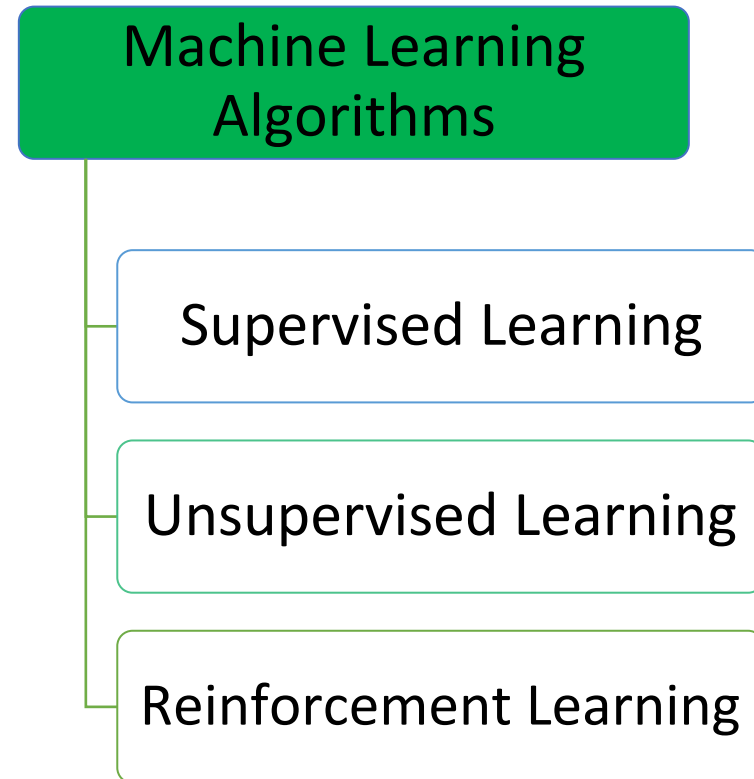 Machine Learning
Algorithms
Supervised Learning
Unsupervised Learning
Reinforcement Learning